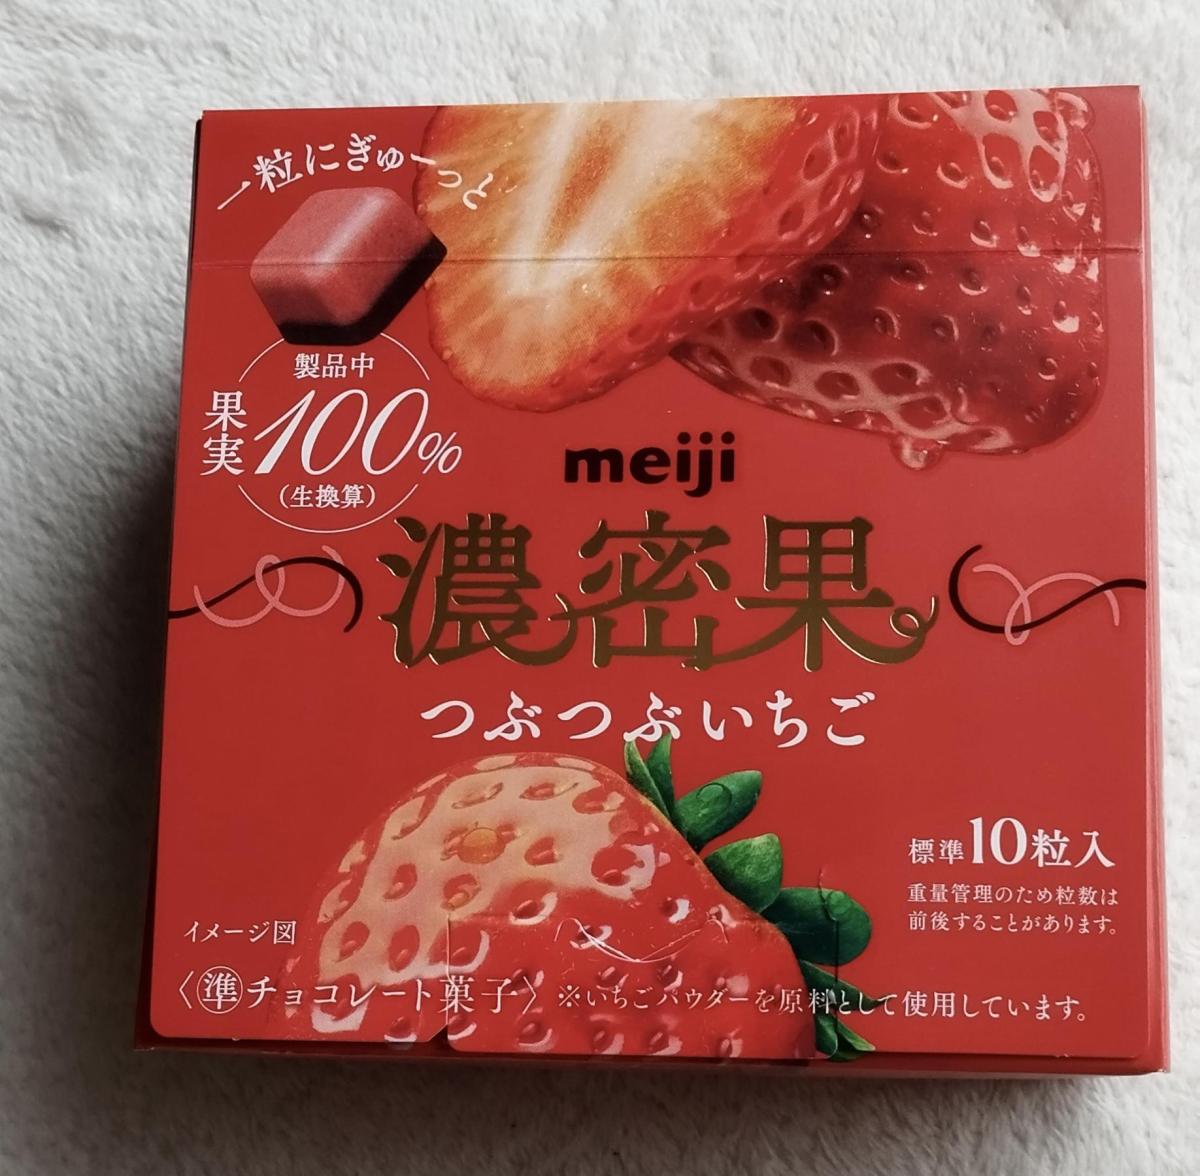 一粒にぎゅーっと
製品中
果実100%
(生換算)
meiji
濃密果
つぶつぶいちご
標準10粒入
重量管理のため粒数は
前後することがあります。
イメージ図
〈㊜チョコレート菓子〉 ※いちごパウダーを原料として使用しています。